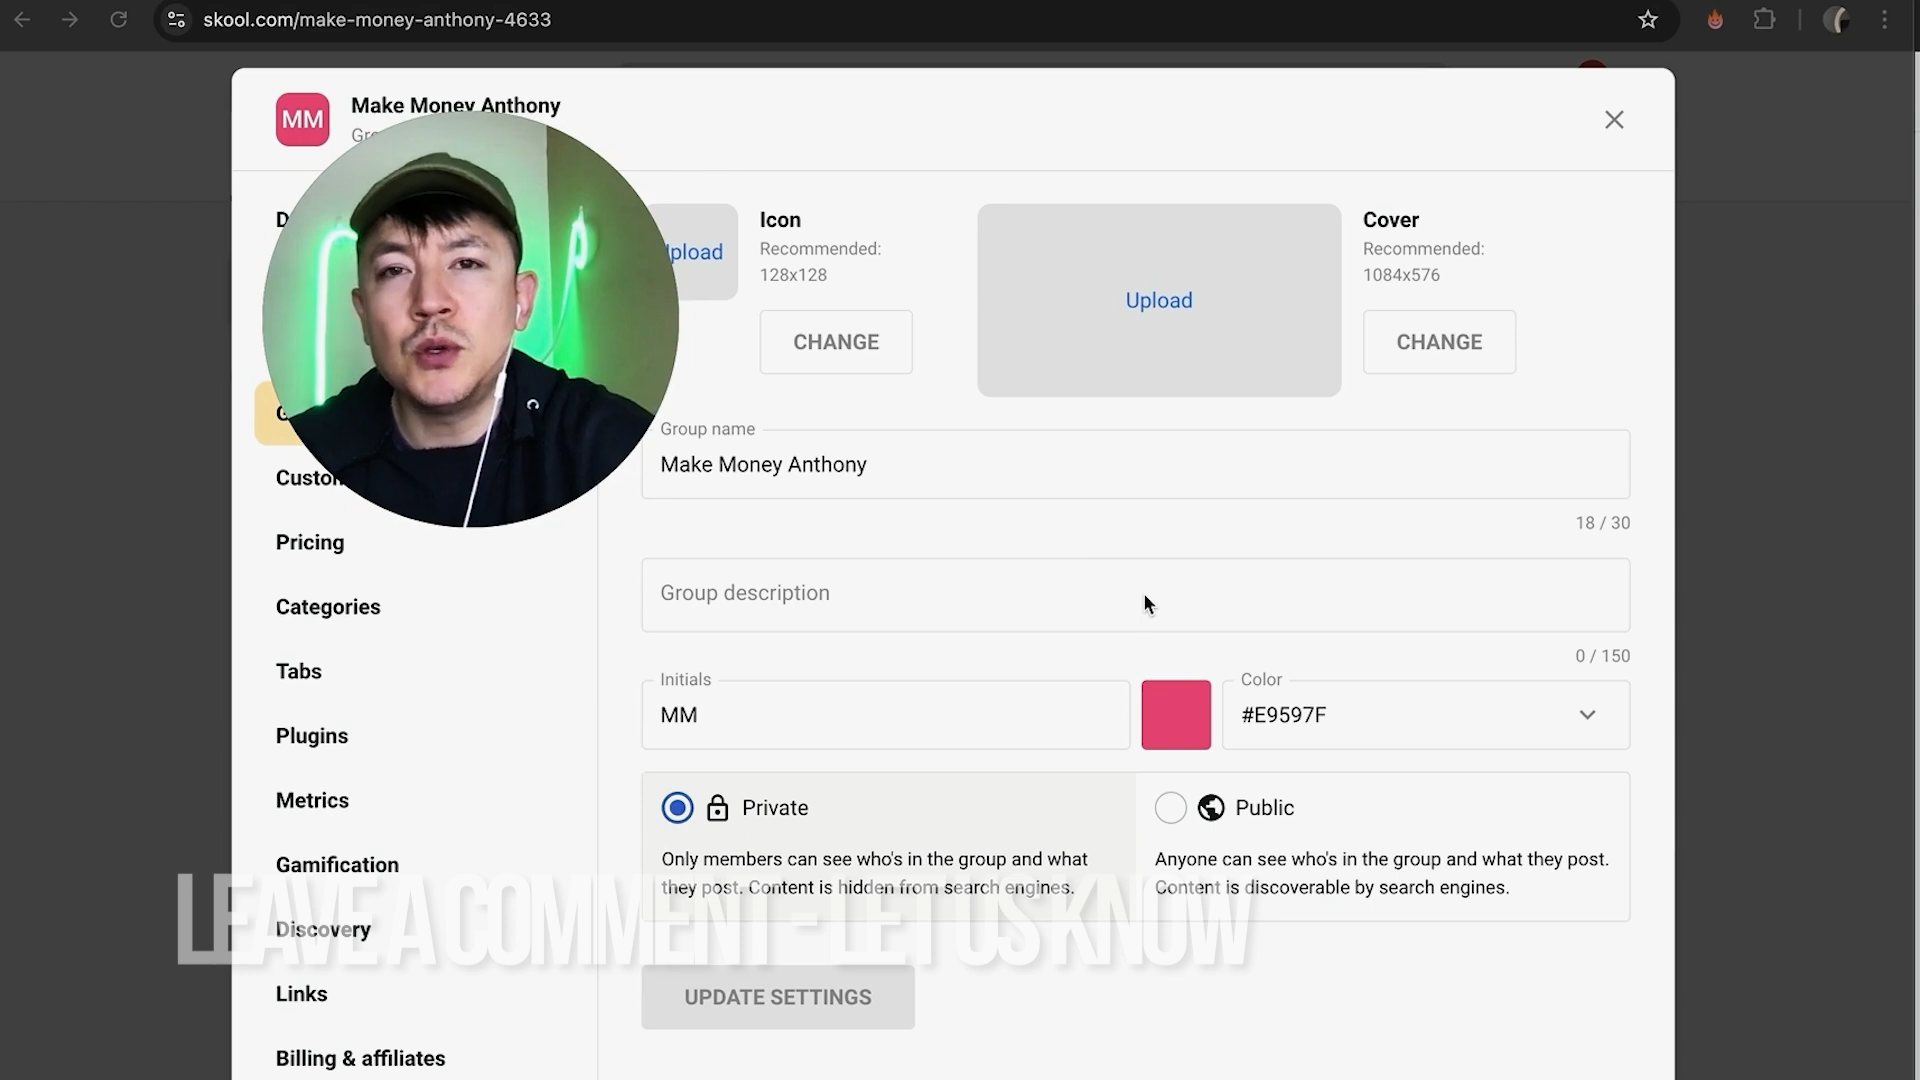 skool.com/make-money-anthony-4633
MM
Make Money Anthony
Upload
Icon
Recommended:
128x128
CHANGE
Upload
Cover
Recommended:
1084x576
CHANGE
Pricing
Categories
Tabs
Plugins
Metrics
Gamification
Discovery
Links
Billing & affiliates
Group name
Make Money Anthony
18 / 30
Group description
0 / 150
Initials
MM
Color
#E9597F
Private
Only members can see who's in the group and what
they post. Content is hidden from search engines.
Public
Anyone can see who's in the group and what they post.
Content is discoverable by search engines.
UPDATE SETTINGS
LEAVE A COMMENT - LET US KNOW